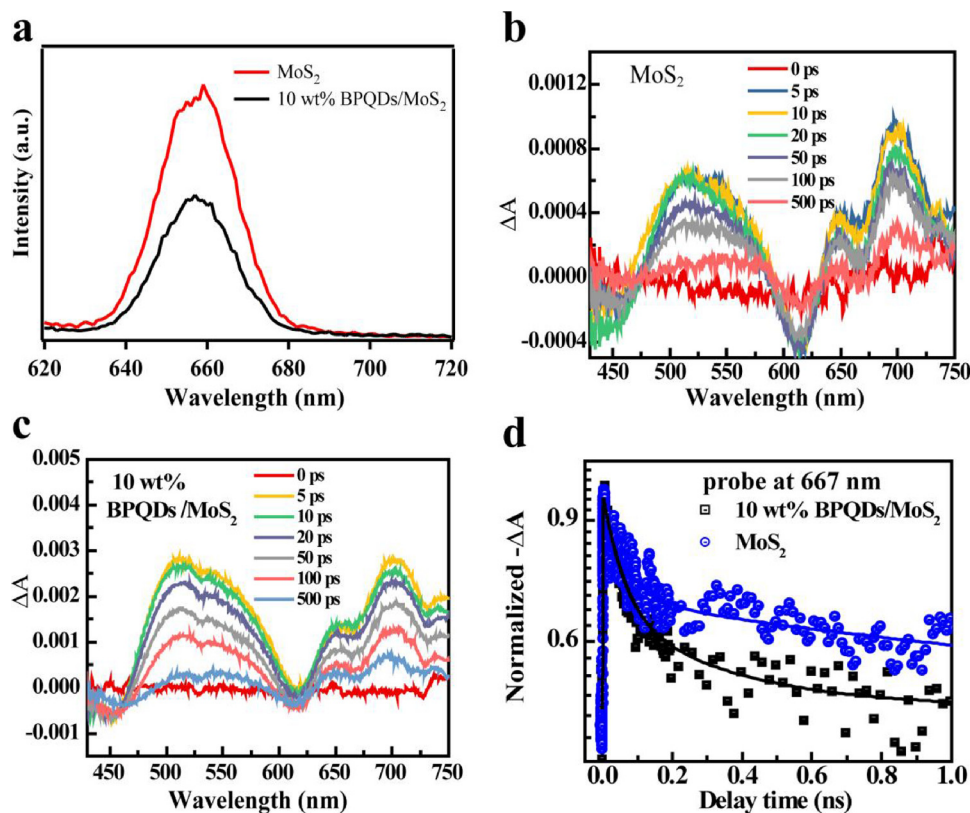 a
MoS2
10 wt% BPQDs/MoS2
Intensity (a.u.)
620 640 660 680 700 720
Wavelength (nm)
b
MoS2
0 ps
5 ps
10 ps
20 ps
50 ps
100 ps
500 ps
ΔA
0.0012
0.0008
0.0004
0.0000
-0.0004
450 500 550 600 650 700 750
Wavelength (nm)
c
10 wt%
BPQDs /MoS2
0 ps
5 ps
10 ps
20 ps
50 ps
100 ps
500 ps
ΔA
0.005
0.004
0.003
0.002
0.001
0.000
-0.001
450 500 550 600 650 700 750
Wavelength (nm)
d
probe at 667 nm
10 wt% BPQDs/MoS2
MoS2
Normalized -ΔA
0.9
0.6
0.0 0.2 0.4 0.6 0.8 1.0
Delay time (ns)